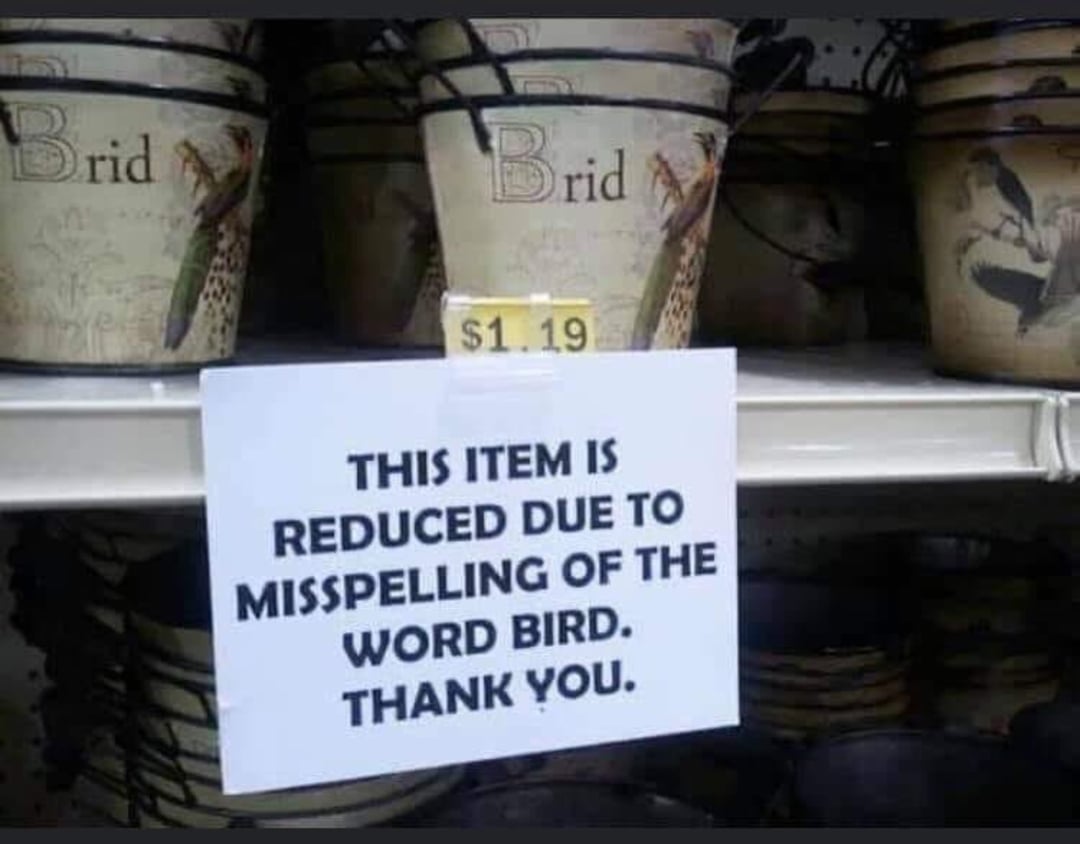 Brid
Brid
$1.19
THIS ITEM IS
REDUCED DUE TO
MISSPELLING OF THE
WORD BIRD.
THANK YOU.